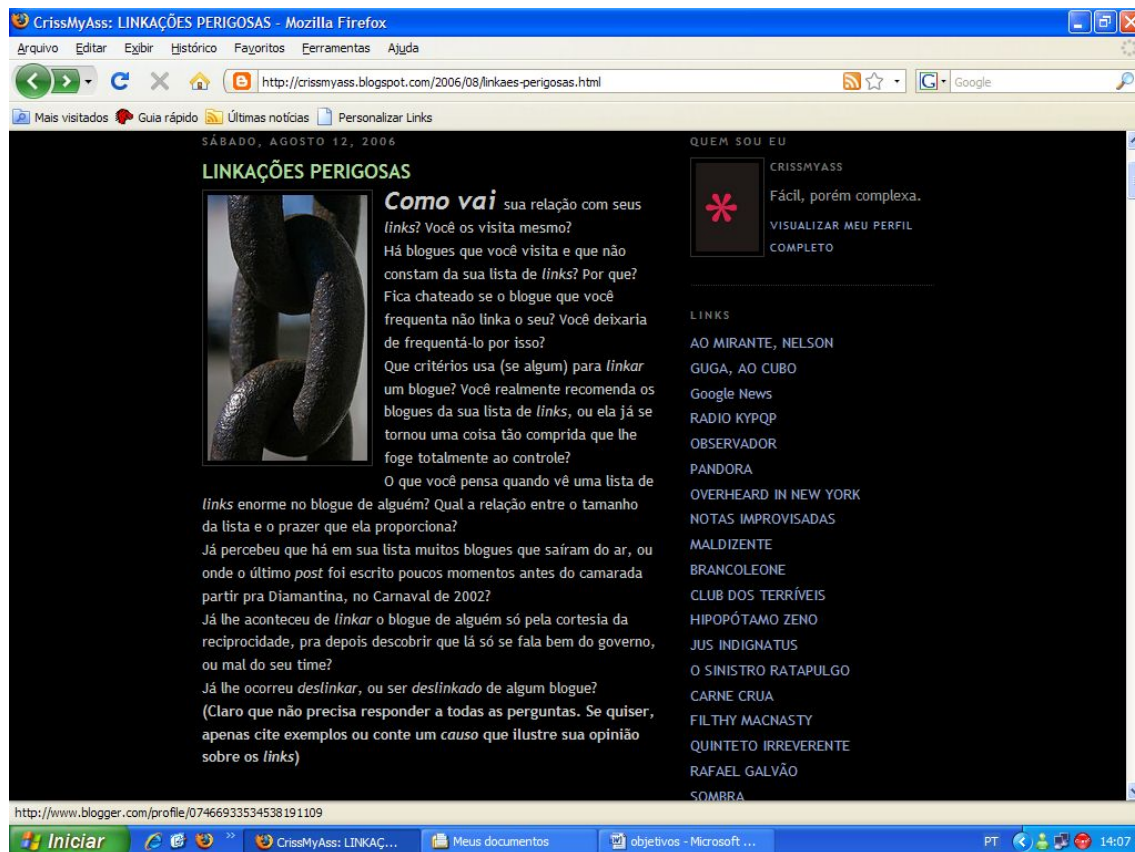 CrissMyAss: LINKAÇÕES PERIGOSAS - Mozilla Firefox
Arquivo Editar Exibir Histórico Favoritos Ferramentas Ajuda
http://crissmyass.blogspot.com/2006/08/linkaes-perigosas.html
G Google
Mais visitados Guia rápido Últimas notícias Personalizar Links
SÁBADO, AGOSTO 12, 2006
LINKAÇÕES PERIGOSAS
Como vai sua relação com seus
links? Você os visita mesmo?
Há blogues que você visita e que não
constam da sua lista de links? Por que?
Fica chateado se o blogue que você
frequenta não linka o seu? Você deixaria
de frequentá-lo por isso?
Que critérios usa (se algum) para linkar
um blogue? Você realmente recomenda os
blogues da sua lista de links, ou ela já se
tornou uma coisa tão comprida que lhe
foge totalmente ao controle?
O que você pensa quando vê uma lista de
links enorme no blogue de alguém? Qual a relação entre o tamanho
da lista e o prazer que ela proporciona?
Já percebeu que há em sua lista muitos blogues que saíram do ar, ou
onde o último post foi escrito poucos momentos antes do camarada
partir pra Diamantina, no Carnaval de 2002?
Já lhe aconteceu de linkar o blogue de alguém só pela cortesia da
reciprocidade, pra depois descobrir que lá só se fala bem do governo,
ou mal do seu time?
Já lhe ocorreu deslinkar, ou ser deslinkado de algum blogue?
(Claro que não precisa responder a todas as perguntas. Se quiser,
apenas cite exemplos ou conte um causo que ilustre sua opinião
sobre os links)
QUEM SOU EU
CRISSMYASS
Fácil, porém complexa.
VISUALIZAR MEU PERFIL
COMPLETO
LINKS
AO MIRANTE, NELSON
GUGA, AO CUBO
Google News
RADIO KYPQP
OBSERVADOR
PANDORA
OVERHEARD IN NEW YORK
NOTAS IMPROVISADAS
MALDIZENTE
BRANCOLEONE
CLUB DOS TERRÍVEIS
HIPOPÓTAMO ZENO
JUS INDIGNATUS
O SINISTRO RATAPULGO
CARNE CRUA
FILTHY MACNASTY
QUINTETO IRREVERENTE
RAFAEL GALVÃO
SOMBRA
http://www.blogger.com/profile/07466933534538191109
Iniciar CrissMyAss: LINKAÇ... Meus documentos objetivos - Microsoft ... PT 14:07